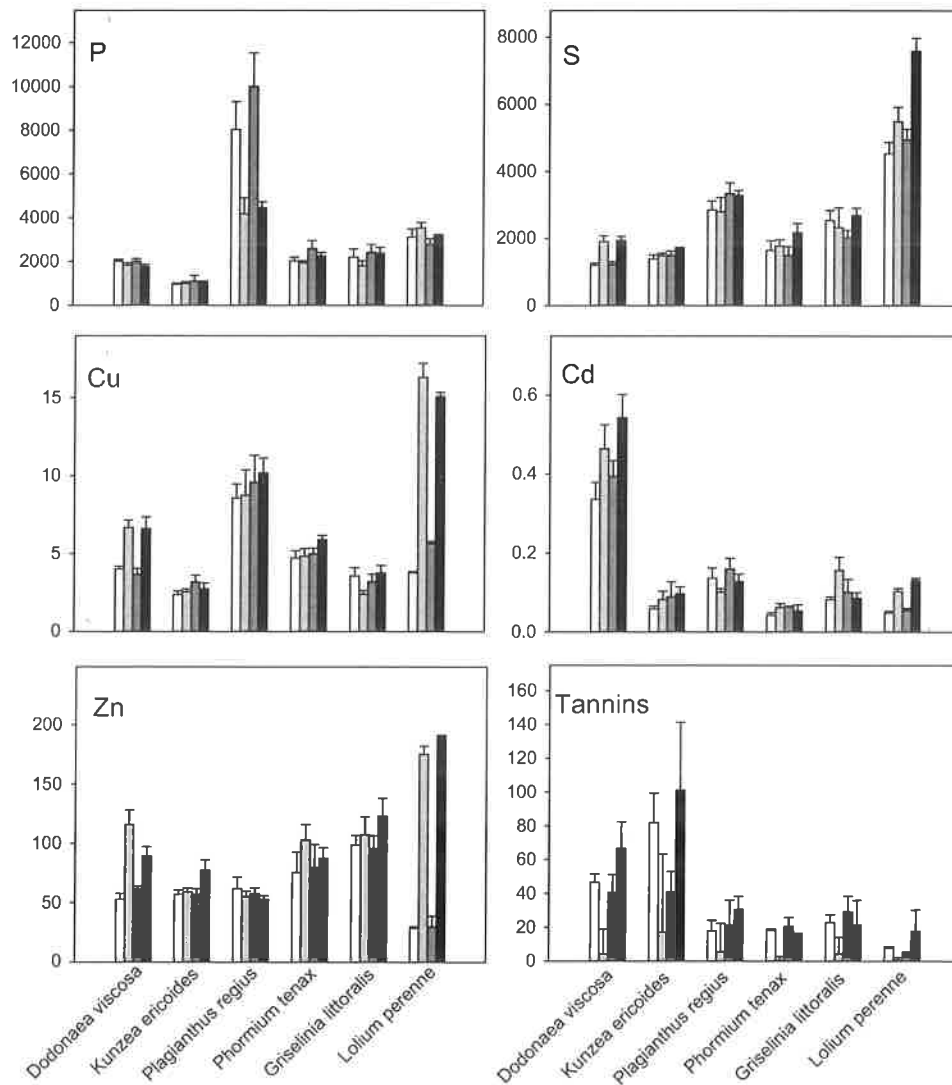 P
12000
10000
8000
6000
4000
2000
0
S
8000
6000
4000
2000
0
Cu
15
10
5
0
Cd
0.6
0.4
0.2
0.0
Zn
200
150
100
50
0
Tannins
160
140
120
100
80
60
40
20
0
Dodonaea viscosa
Kunzea ericoides
Plagianthus regius
Phormium tenax
Griselinia littoralis
Lolium perenne
Dodonaea viscosa
Kunzea ericoides
Plagianthus regius
Phormium tenax
Griselinia littoralis
Lolium perenne